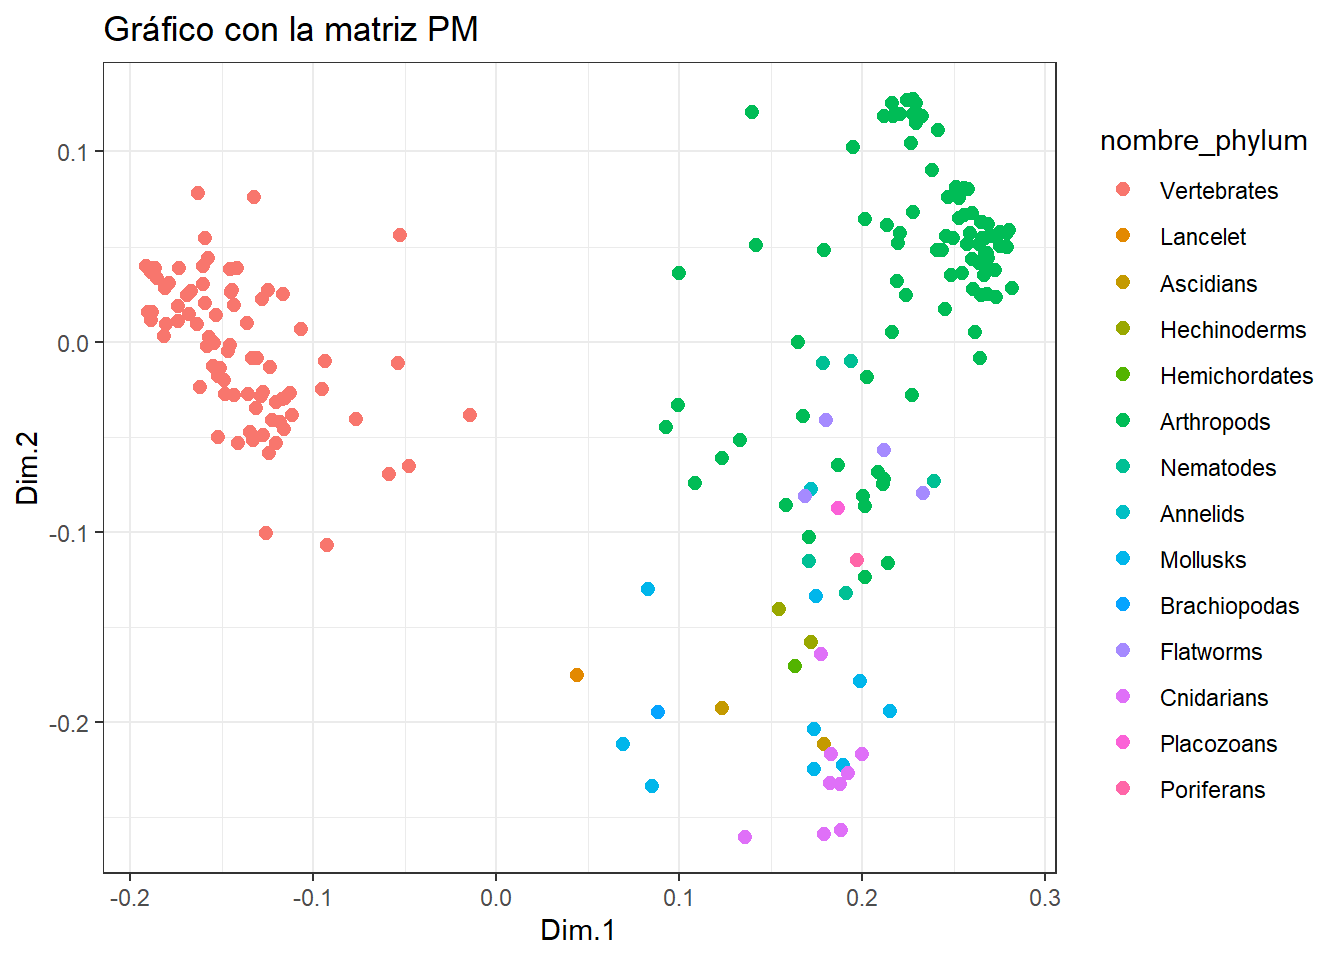 Gráfico con la matriz PM
Dim.2
0.1
0.0
-0.1
-0.2
-0.2
-0.1
0.0
0.1
0.2
0.3
Dim.1
nombre_phylum
Vertebrates
Lancelet
Ascidians
Hechinoderms
Hemichordates
Arthropods
Nematodes
Annelids
Mollusks
Brachiopodas
Flatworms
Cnidarians
Placozoans
Poriferans